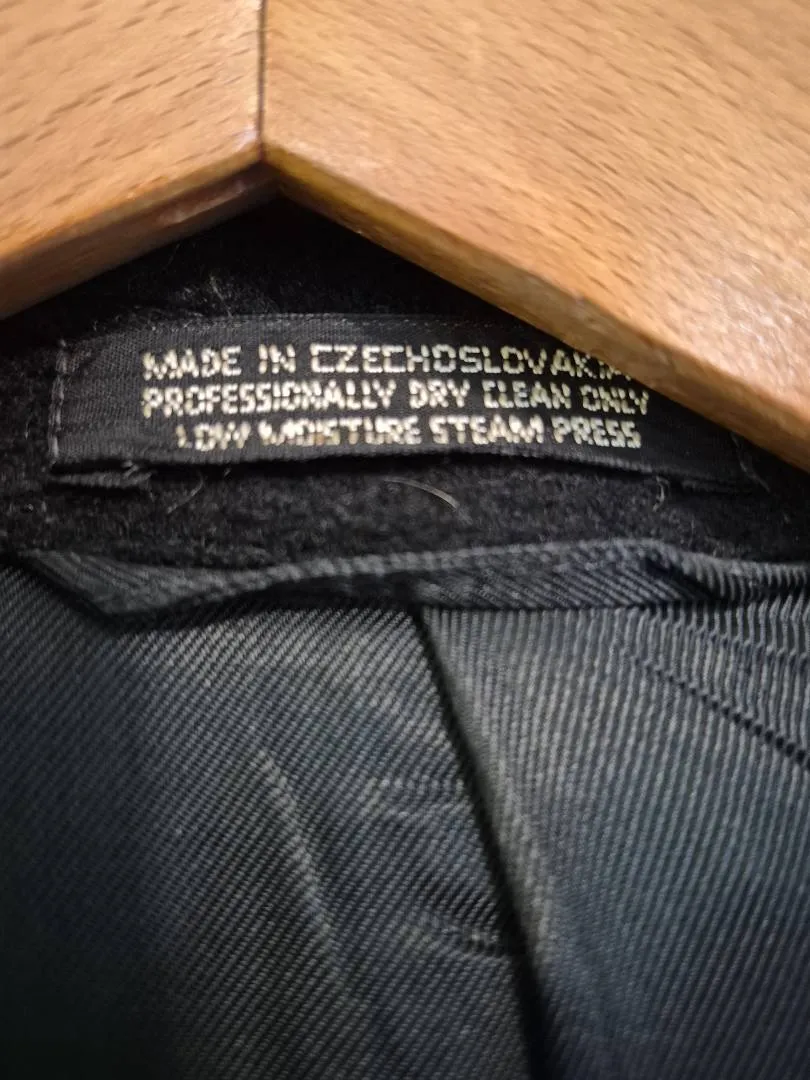 MADE IN CZECHOSLOVAKIA
PROFESSIONALLY DRY CLEAN ONLY
LOW MOISTURE STEAM PRESS